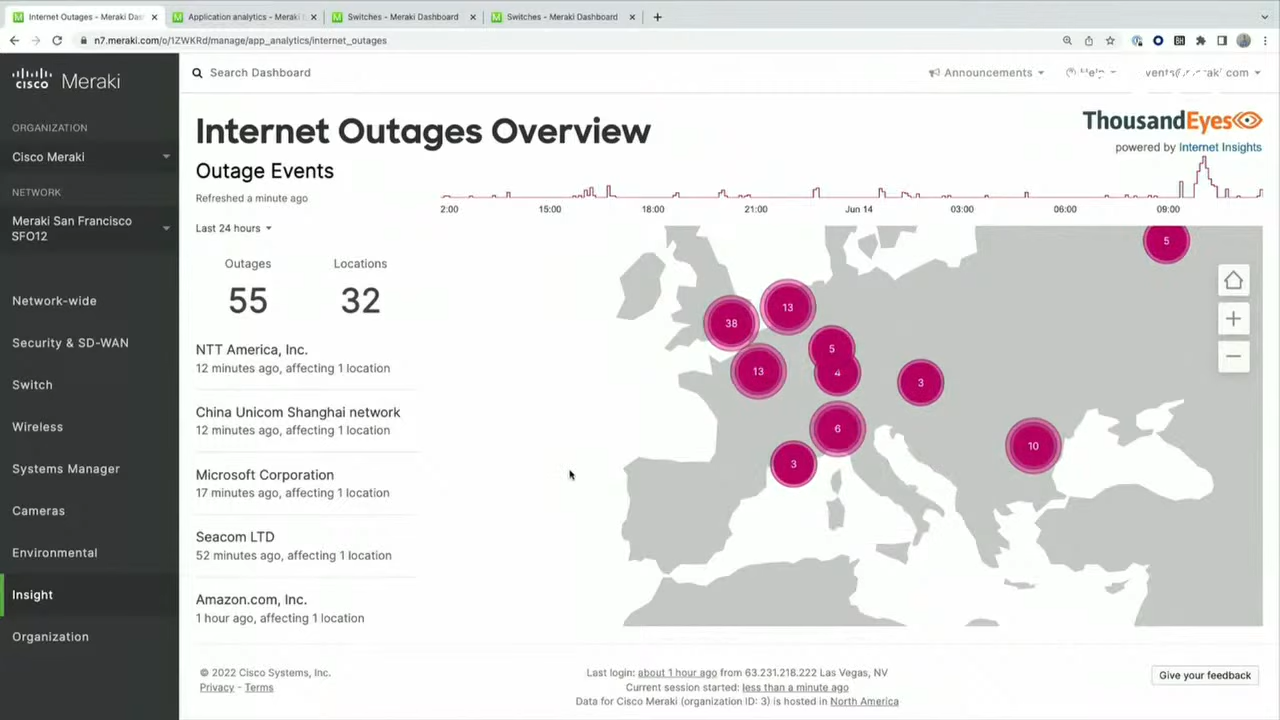 Internet Outages - Meraki Das
Application analytics - Meraki
Switches - Meraki Dashboard
Switches - Meraki Dashboard
n7.meraki.com/o/1ZWKRd/manage/app_analytics/internet_outages
CISCO Meraki
Search Dashboard
Announcements
Help
ORGANIZATION
Cisco Meraki
NETWORK
Meraki San Francisco
SFO12
Network-wide
Security & SD-WAN
Switch
Wireless
Systems Manager
Cameras
Environmental
Insight
Organization
Internet Outages Overview
ThousandEyes
powered by Internet Insights
Outage Events
Refreshed a minute ago
2:00 15:00 18:00 21:00 Jun 14 03:00 06:00 09:00
Last 24 hours
Outages Locations
55 32
NTT America, Inc.
12 minutes ago, affecting 1 location
China Unicom Shanghai network
12 minutes ago, affecting 1 location
Microsoft Corporation
17 minutes ago, affecting 1 location
Seacom LTD
52 minutes ago, affecting 1 location
Amazon.com, Inc.
1 hour ago, affecting 1 location
5
13
38
5
13
4
3
6
10
3
© 2022 Cisco Systems, Inc.
Privacy - Terms
Last login: about 1 hour ago from 63.231.218.222 Las Vegas, NV
Current session started: less than a minute ago
Data for Cisco Meraki (organization ID: 3) is hosted in North America
Give your feedback